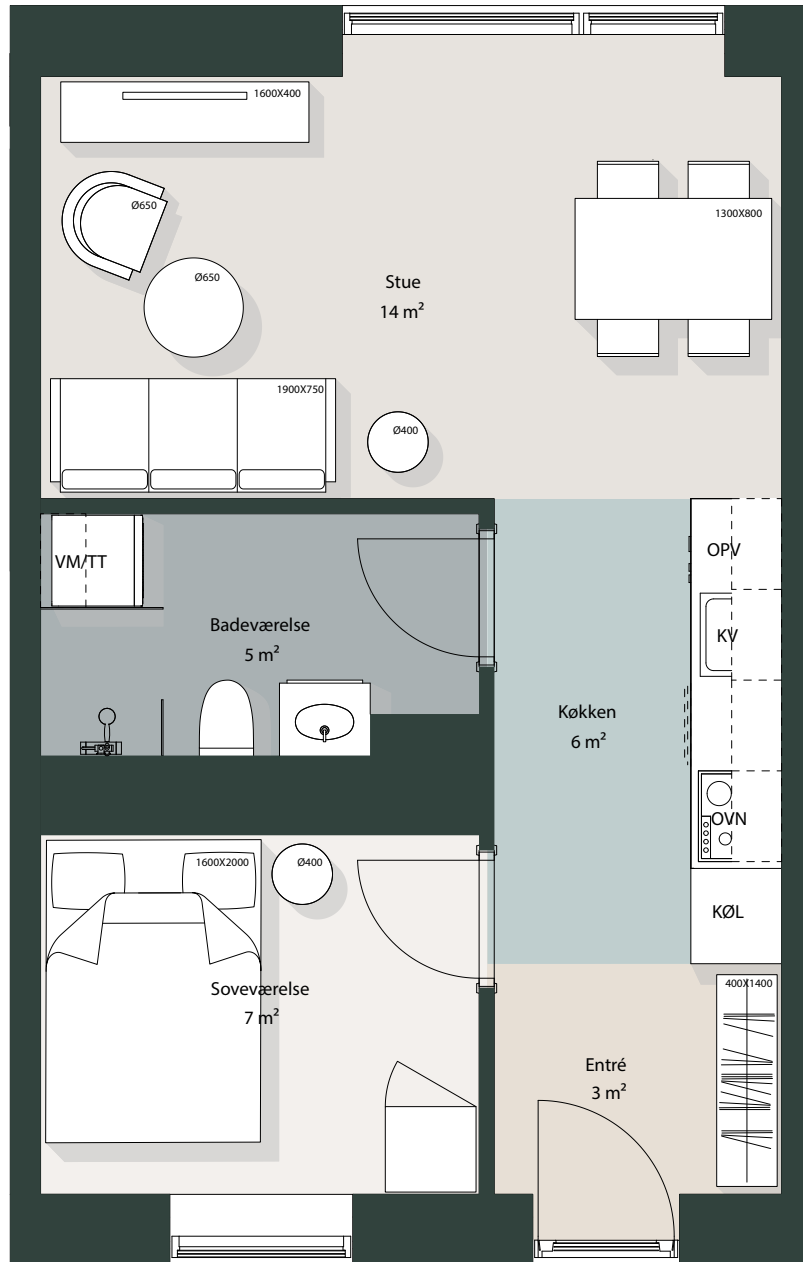 1600X400
Ø650
1300X800
Ø650
Stue
14 m²
1900X750
Ø400
OPV
VM/TT
Badeværelse
5 m²
KV
Køkken
6 m²
OVN
1600X2000
Ø400
KØL
Soveværelse
7 m²
400X1400
Entré
3 m²